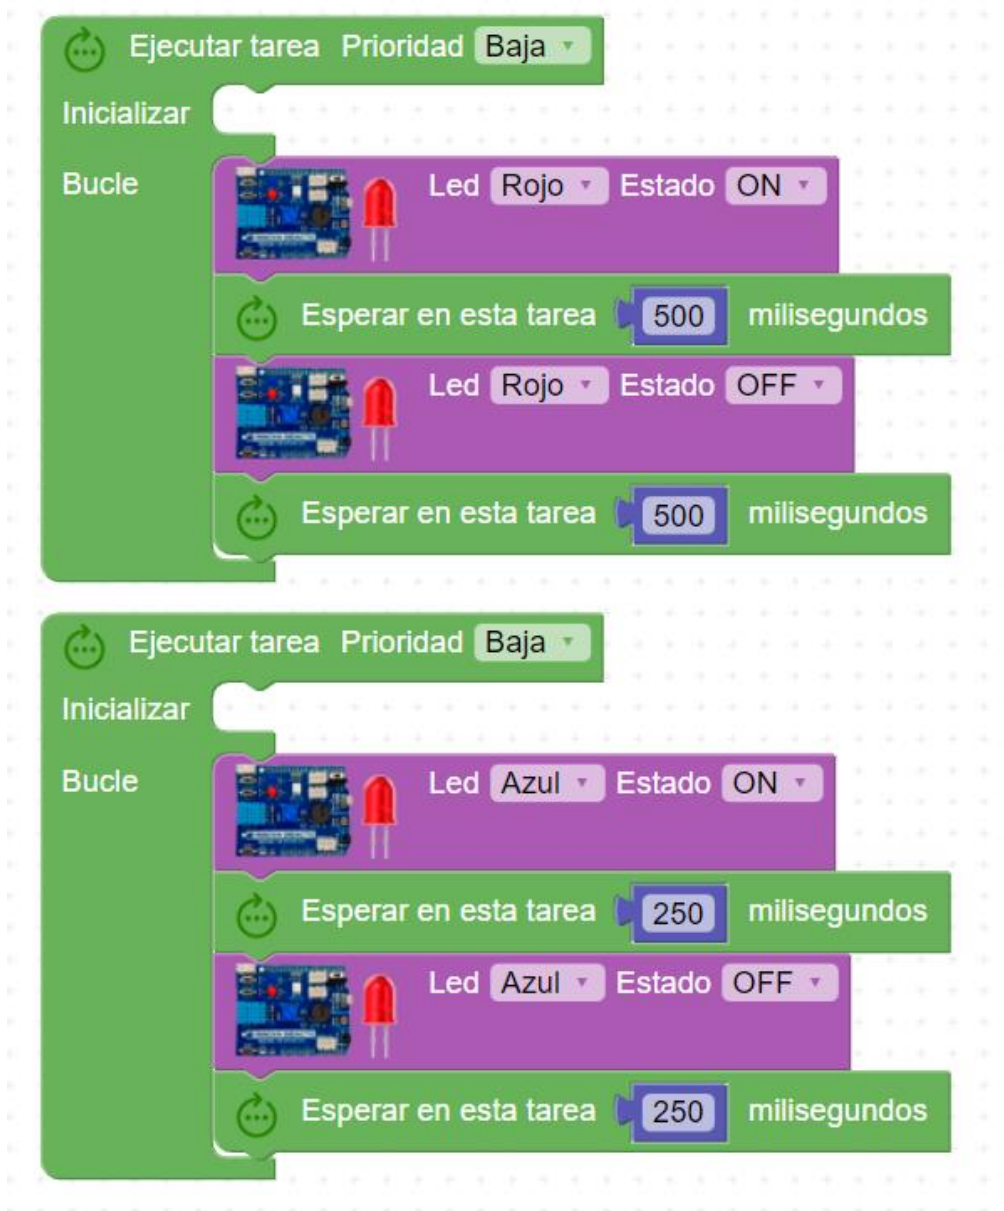 Ejecutar tarea Prioridad Baja
Inicializar
Bucle
Led Rojo Estado ON
Esperar en esta tarea 500 milisegundos
Led Rojo Estado OFF
Esperar en esta tarea 500 milisegundos
Ejecutar tarea Prioridad Baja
Inicializar
Bucle
Led Azul Estado ON
Esperar en esta tarea 250 milisegundos
Led Azul Estado OFF
Esperar en esta tarea 250 milisegundos